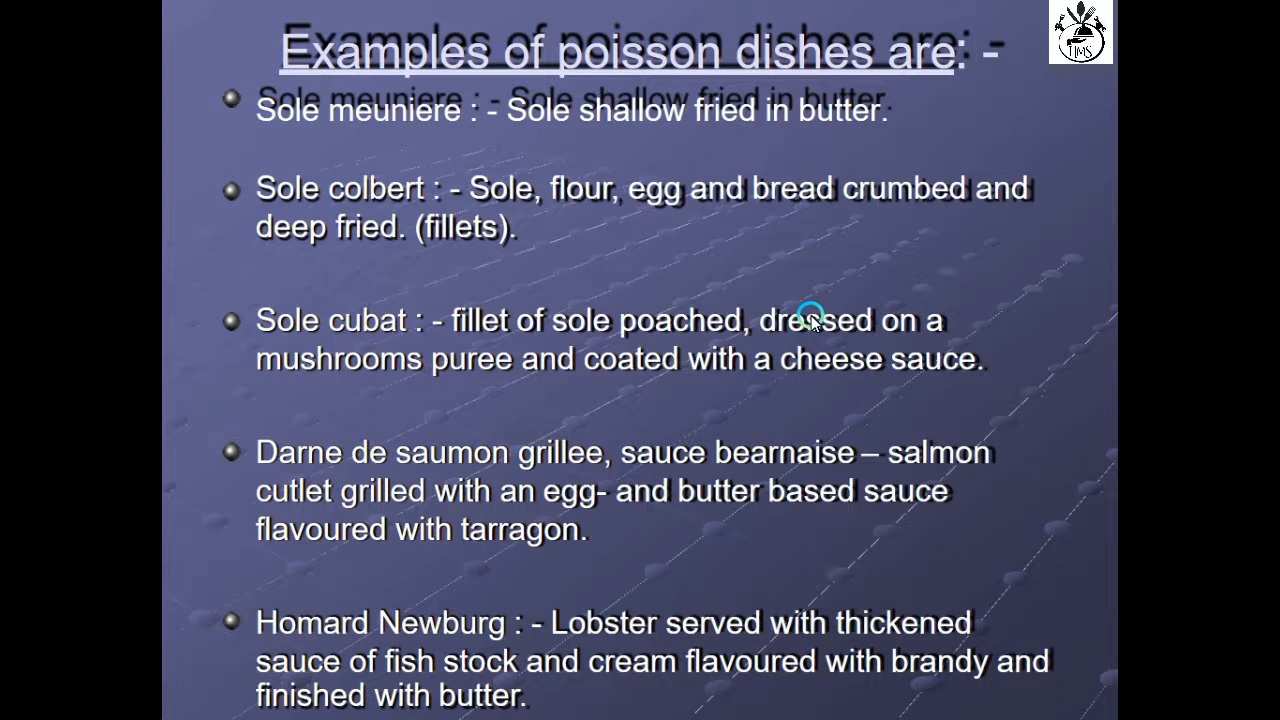 Examples of poisson dishes are: -
Sole meuniere : - Sole shallow fried in butter.
Sole colbert : - Sole, flour, egg and bread crumbed and
deep fried. (fillets).
Sole cubat : - fillet of sole poached, dressed on a
mushrooms puree and coated with a cheese sauce.
Darne de saumon grillee, sauce bearnaise – salmon
cutlet grilled with an egg- and butter based sauce
flavoured with tarragon.
Homard Newburg : - Lobster served with thickened
sauce of fish stock and cream flavoured with brandy and
finished with butter.